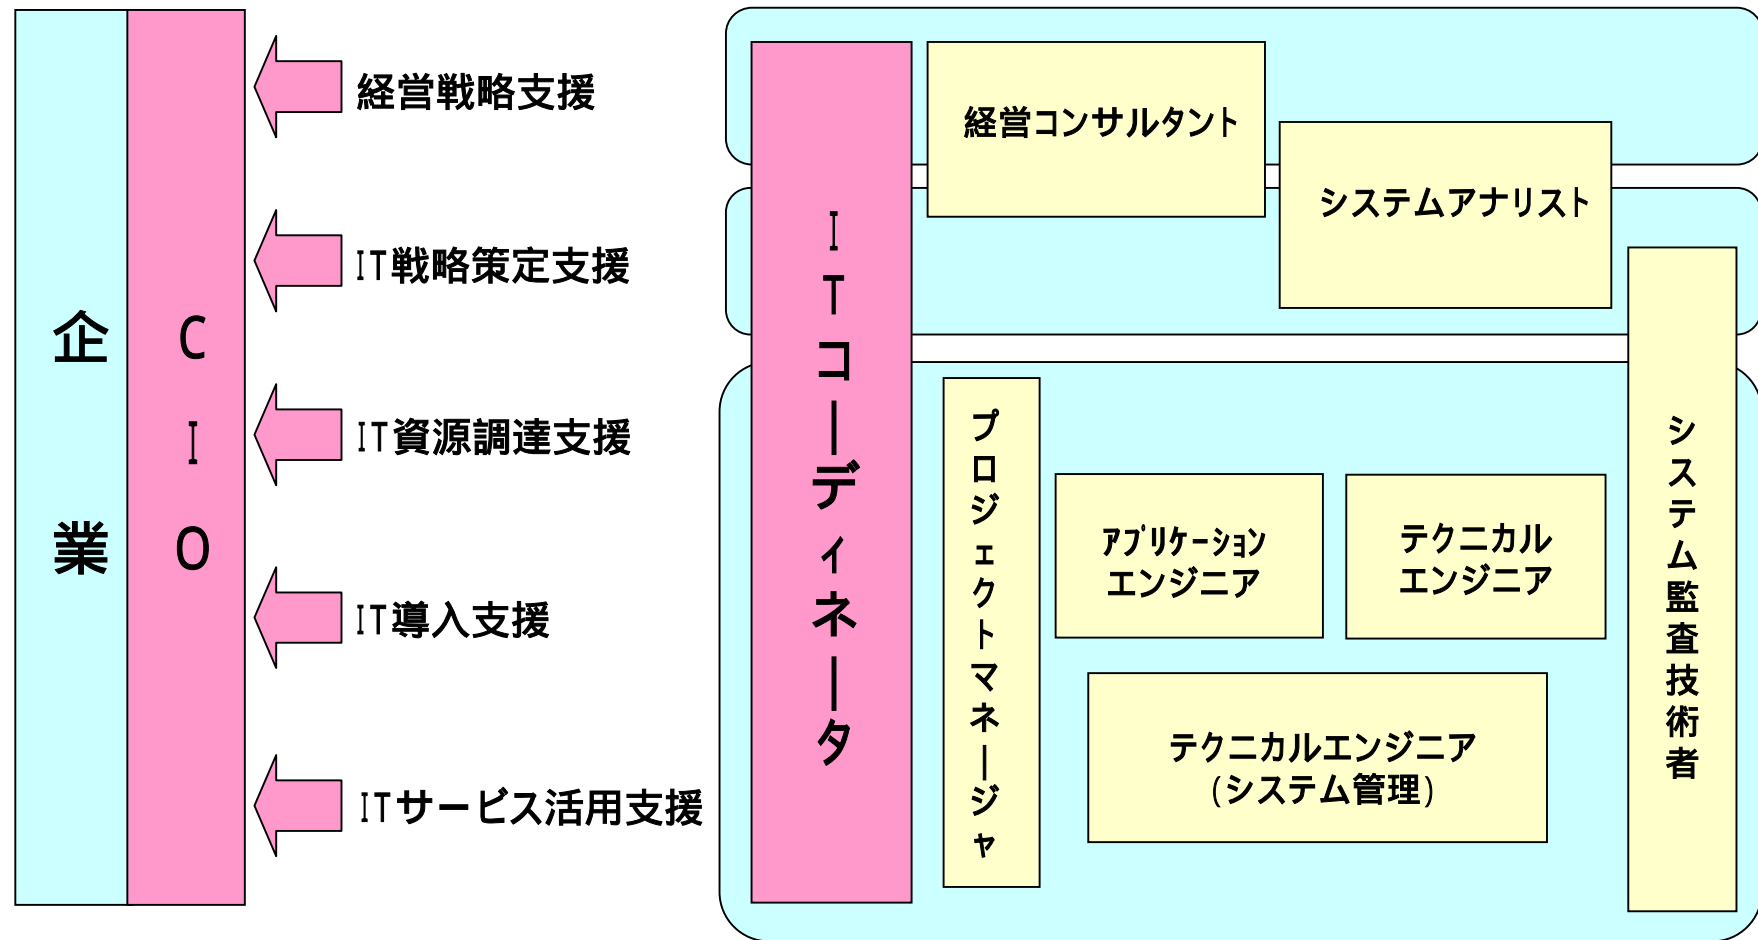 企業
CIO
経営戦略支援
IT戦略策定支援
IT資源調達支援
IT導入支援
ITサービス活用支援
ITコーディネータ
経営コンサルタント
システムアナリスト
プロジェクトマネージャ
アプリケーション
エンジニア
テクニカル
エンジニア
テクニカルエンジニア
(システム管理)
システム監査技術者